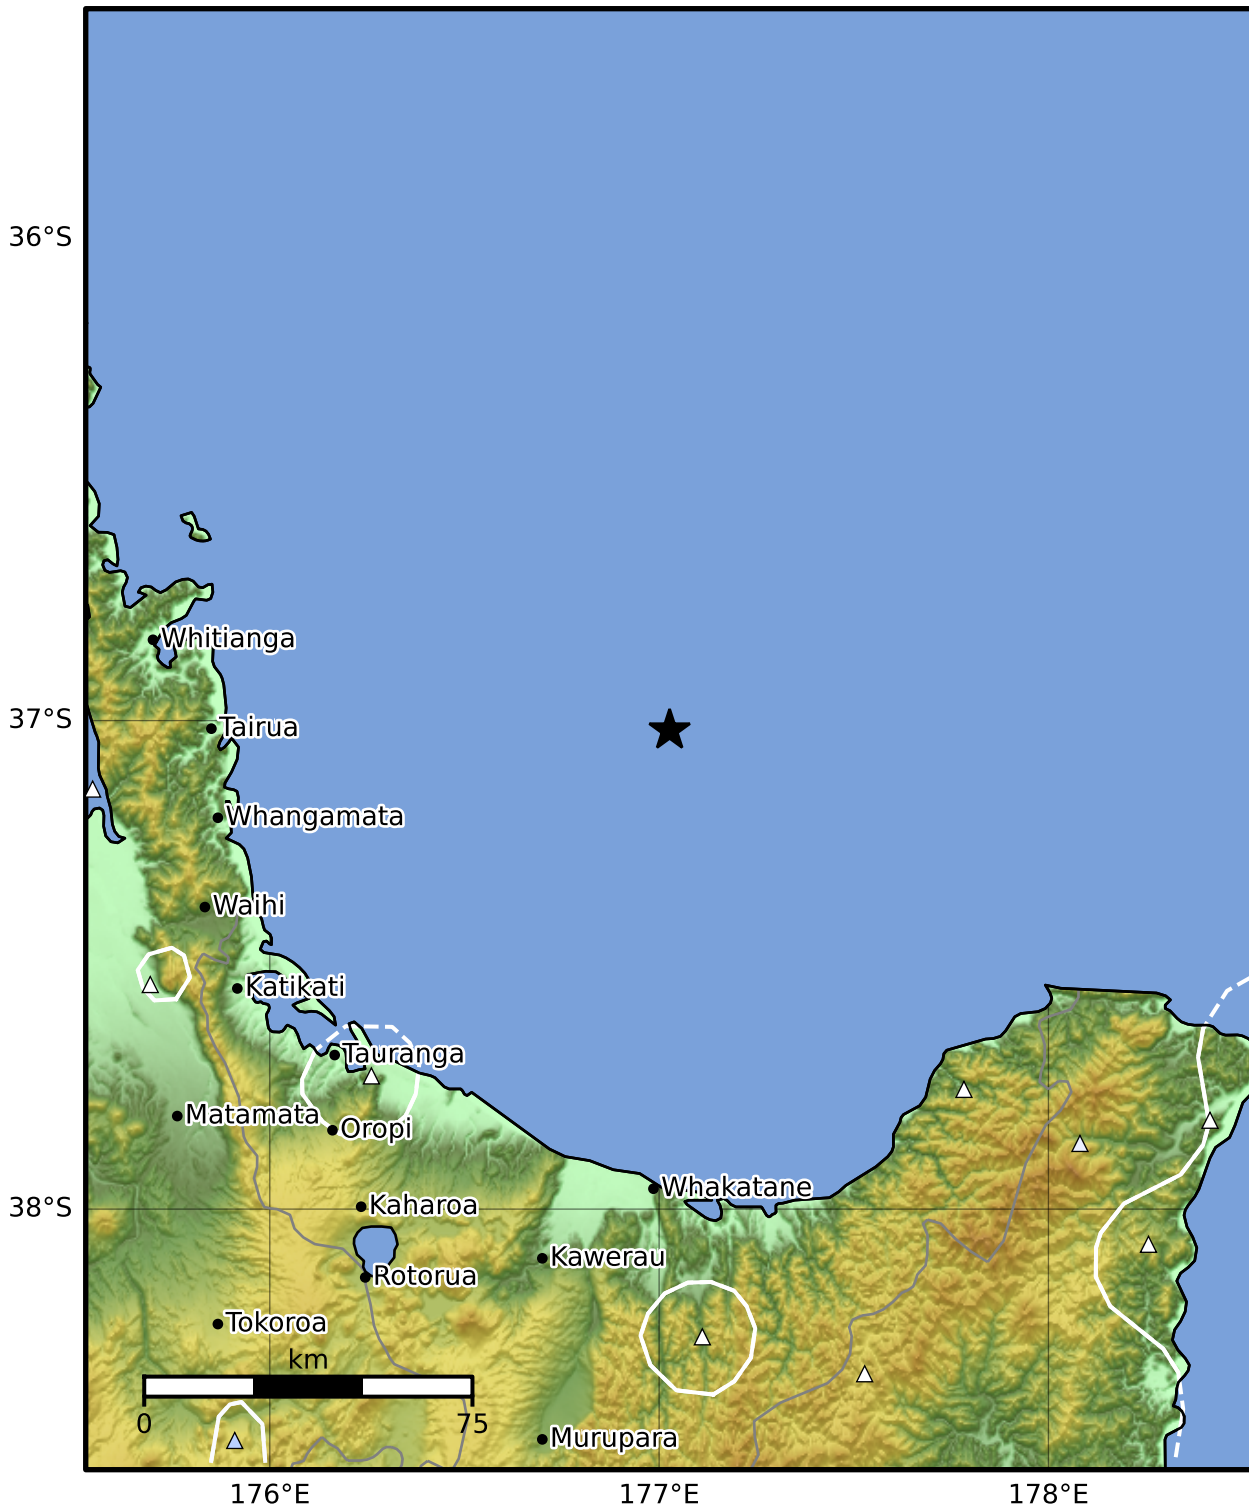 36°S
Whitianga
37°S
Tairua
Whangamata
Waihi
Katikati
Tauranga
Matamata
Oropi
Whakatane
38°S
Kaharoa
Kawerau
Rotorua
Tokoroa
km
0
75
Murupara
176°E
177°E
178°E